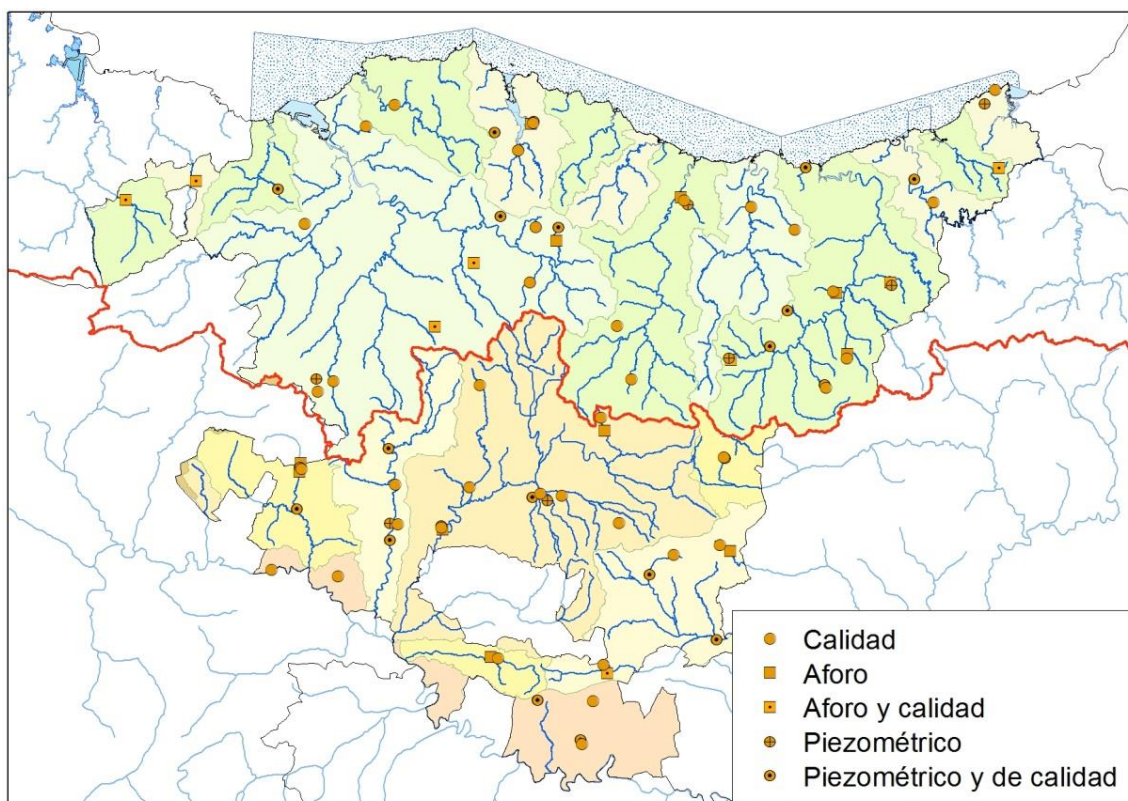 Calidad
Aforo
Aforo y calidad
Piezométrico
Piezométrico y de calidad